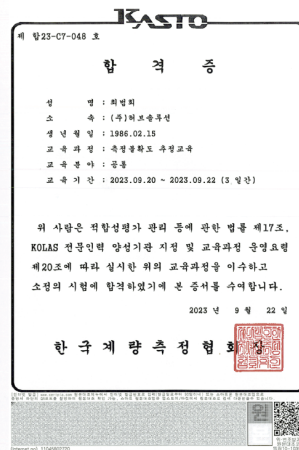 KASTO
제 합23-C7-048 호
합 격 증
성 명 : 최범희
소 속 : (주)허브솔루션
생 년 월 일 : 1986.02.15
교 육 과 정 : 측정불확도 추정교육
교 육 분 야 : 공통
교 육 기 간 : 2023.09.20 ~ 2023.09.22 (3 일간)
위 사람은 적합성평가 관리 등에 관한 법률 제17조,
KOLAS 전문인력 양성기관 지정 및 교육과정 운영요령
제20조에 따라 실시한 위의 교육과정을 이수하고
소정의 시험에 합격하였기에 본 증서를 수여합니다.
2023 년 9 월 22 일
한 국 계 량 측 정 협 회 장
원